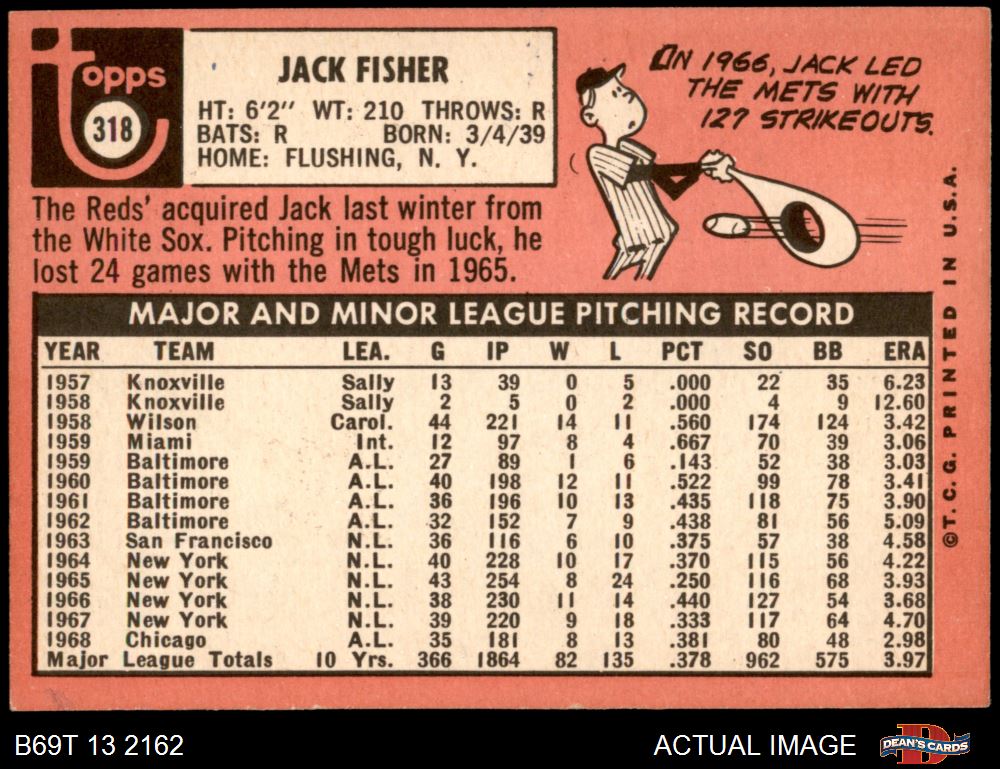 Topps
318
JACK FISHER
HT: 6'2" WT: 210 THROWS: R
BATS: R BORN: 3/4/39
HOME: FLUSHING, N. Y.
IN 1966, JACK LED
THE METS WITH
127 STRIKEOUTS.
The Reds' acquired Jack last winter from
the White Sox. Pitching in tough luck, he
lost 24 games with the Mets in 1965.
MAJOR AND MINOR LEAGUE PITCHING RECORD
YEAR TEAM LEA. G IP W L PCT SO BB ERA
1957 Knoxville Sally 13 39 0 5 .000 22 35 6.23
1958 Knoxville Sally 2 5 0 2 .000 4 9 12.60
1958 Wilson Carol. 44 221 14 11 .560 174 124 3.42
1959 Miami Int. 12 97 8 4 .667 70 39 3.06
1959 Baltimore A.L. 27 89 1 6 .143 52 38 3.03
1960 Baltimore A.L. 40 198 12 11 .522 99 78 3.41
1961 Baltimore A.L. 36 196 10 13 .435 118 75 3.90
1962 Baltimore A.L. 32 152 7 9 .438 81 56 5.09
1963 San Francisco N.L. 36 116 6 10 .375 57 38 4.58
1964 New York N.L. 40 228 10 17 .370 115 56 4.22
1965 New York N.L. 43 254 8 24 .250 116 68 3.93
1966 New York N.L. 38 230 11 14 .440 127 54 3.68
1967 New York N.L. 39 220 9 18 .333 117 64 4.70
1968 Chicago A.L. 35 181 8 13 .381 80 48 2.98
Major League Totals 10 Yrs. 366 1864 82 135 .378 962 575 3.97
©T. C. G. PRINTED IN U.S.A.
B69T 13 2162
ACTUAL IMAGE
DEAN'S CARDS